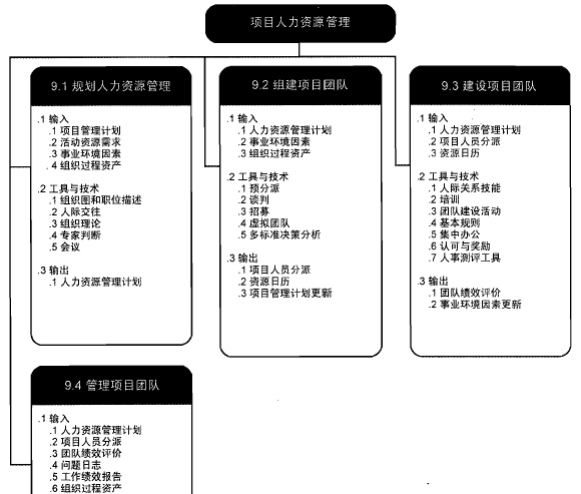 项目人力资源管理
9.1 规划人力资源管理
.1 输入
.1 项目管理计划
.2 活动资源需求
.3 事业环境因素
.4 组织过程资产
.2 工具与技术
.1 组织图和职位描述
.2 人际交往
.3 组织理论
.4 专家判断
.5 会议
.3 输出
.1 人力资源管理计划
9.2 组建项目团队
.1 输入
.1 人力资源管理计划
.2 事业环境因素
.3 组织过程资产
.2 工具与技术
.1 预分派
.2 谈判
.3 招募
.4 虚拟团队
.5 多标准决策分析
.3 输出
.1 项目人员分派
.2 资源日历
.3 项目管理计划更新
9.3 建设项目团队
.1 输入
.1 人力资源管理计划
.2 项目人员分派
.3 资源日历
.2 工具与技术
.1 人际关系技能
.2 培训
.3 团队建设活动
.4 基本规则
.5 集中办公
.6 认可与奖励
.7 人事测评工具
.3 输出
.1 团队绩效评价
.2 事业环境因素更新
9.4 管理项目团队
.1 输入
.1 人力资源管理计划
.2 项目人员分派
.3 团队绩效评价
.4 问题日志
.5 工作绩效报告
.6 组织过程资产